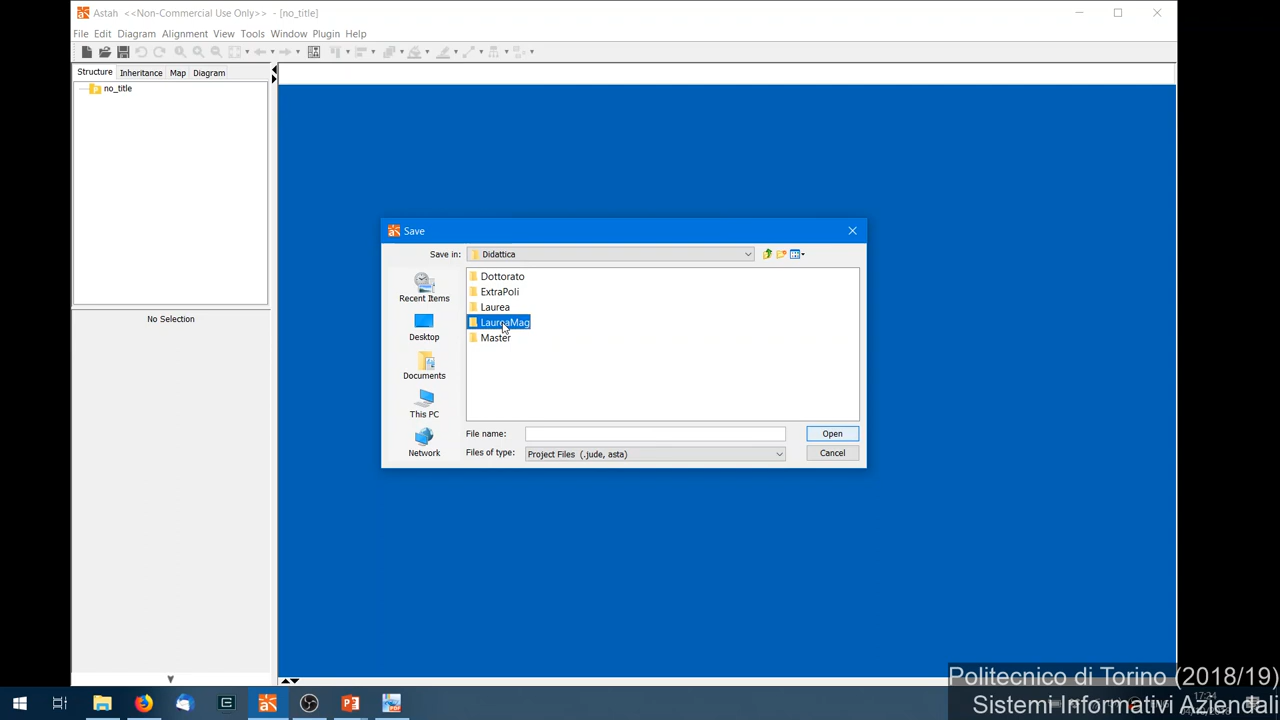 Astah <<Non-Commercial Use Only>> - [no_title]
File Edit Diagram Alignment View Tools Window Plugin Help
Structure Inheritance Map Diagram
no_title
No Selection
Save
Save in: Didattica
Dottorato
ExtraPoli
Laurea
LaureaMag
Master
Recent Items
Desktop
Documents
This PC
Network
File name: Open
Files of type: Project Files (.jude, asta) Cancel
Politecnico di Torino (2018/19)
Sistemi Informativi Aziendali